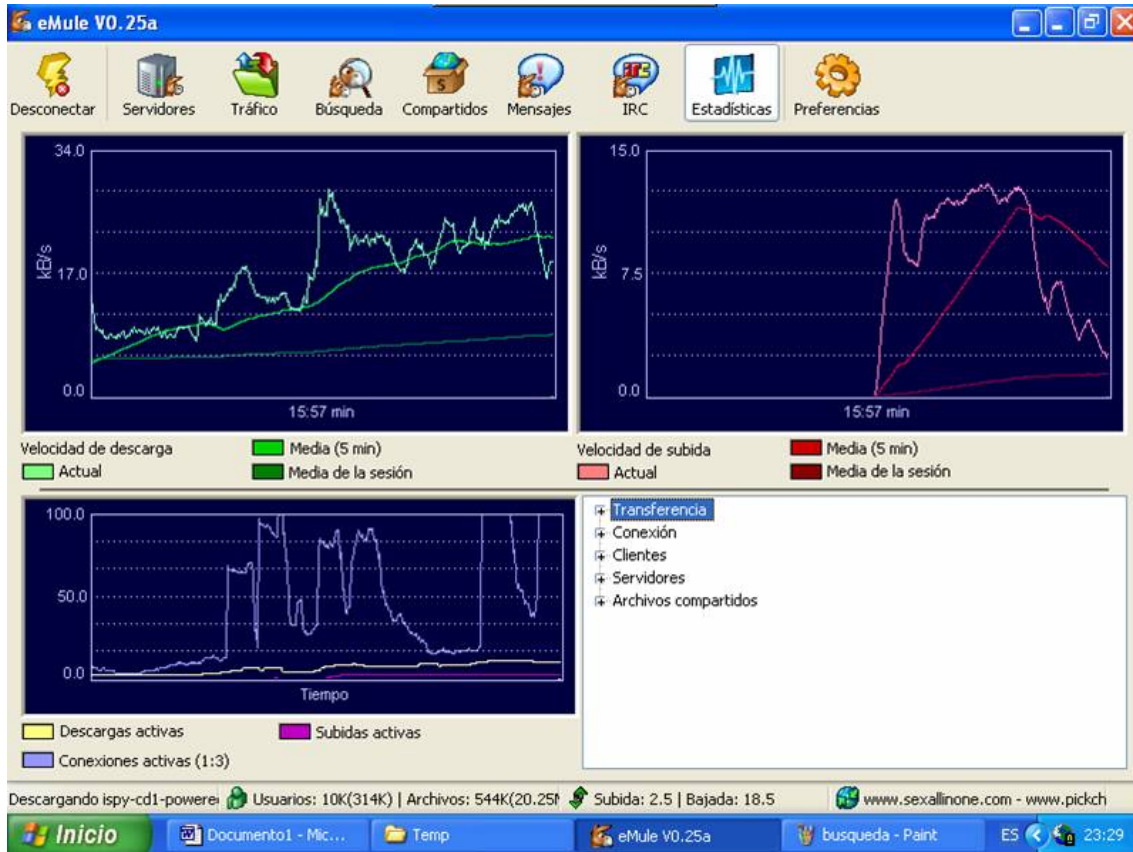 eMule V0.25a
Desconectar Servidores Tráfico Búsqueda Compartidos Mensajes IRC Estadísticas Preferencias
34.0
kB/s
17.0
0.0
15:57 min
15.0
kB/s
7.5
0.0
15:57 min
Velocidad de descarga Media (5 min)
Actual Media de la sesión
Velocidad de subida Media (5 min)
Actual Media de la sesión
100.0
50.0
0.0
Tiempo
Descargas activas Subidas activas
Conexiones activas (1:3)
Transferencia
Conexión
Clientes
Servidores
Archivos compartidos
Descargando ispy-cd1-powere Usuarios: 10K(314K) | Archivos: 544K(20.25M Subida: 2.5 | Bajada: 18.5 www.sexallinone.com - www.pickch
Inicio Documento1 - Mic... Temp eMule V0.25a busqueda - Paint ES 23:29